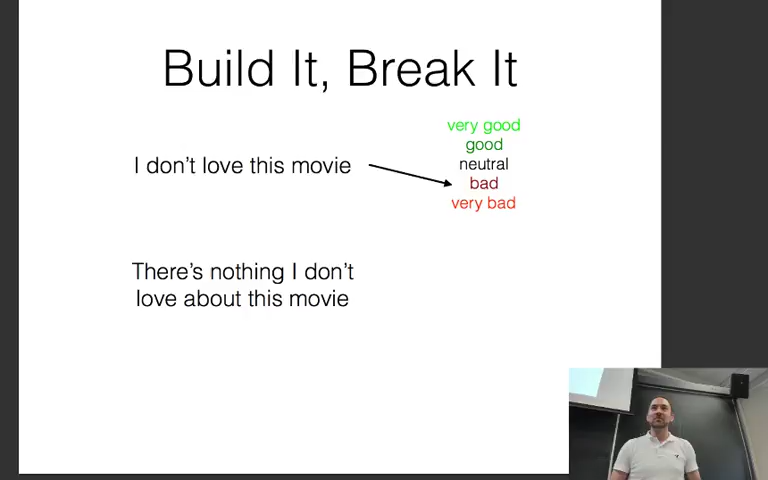 Build It, Break It
very good
good
I don't love this movie
neutral
bad
very bad
There's nothing I don't
love about this movie